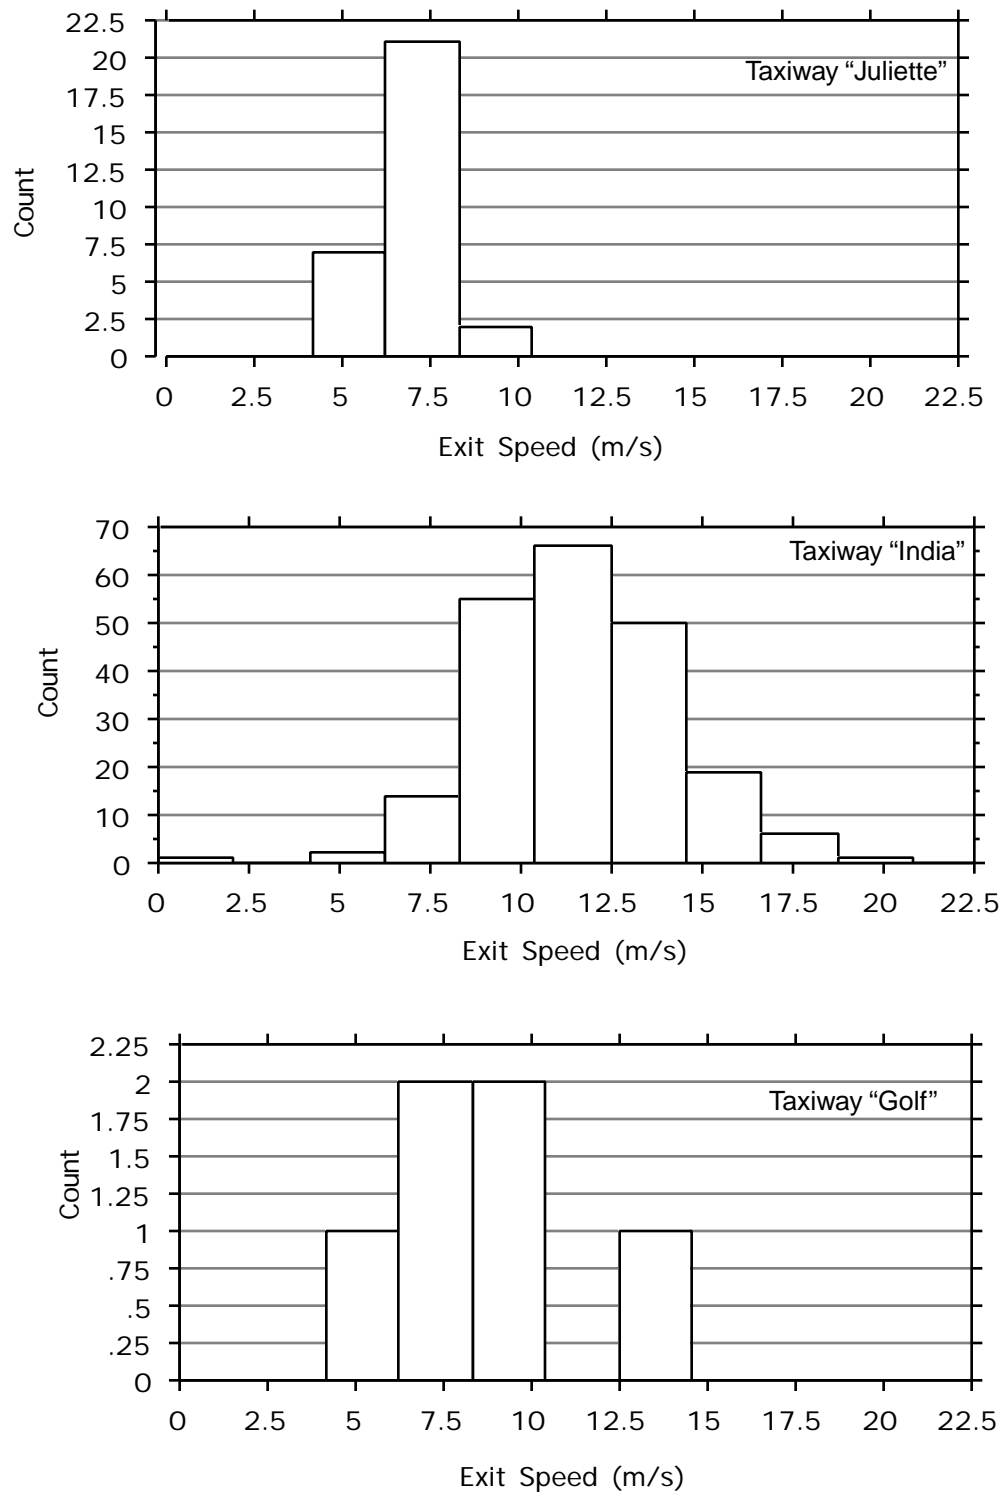 22.5
20
17.5
15
12.5
10
7.5
5
2.5
0
Count
Taxiway “Juliette”
0 2.5 5 7.5 10 12.5 15 17.5 20 22.5
Exit Speed (m/s)
70
60
50
40
30
20
10
0
Count
Taxiway “India”
0 2.5 5 7.5 10 12.5 15 17.5 20 22.5
Exit Speed (m/s)
2.25
2
1.75
1.5
1.25
1
.75
.5
.25
0
Count
Taxiway “Golf”
0 2.5 5 7.5 10 12.5 15 17.5 20 22.5
Exit Speed (m/s)